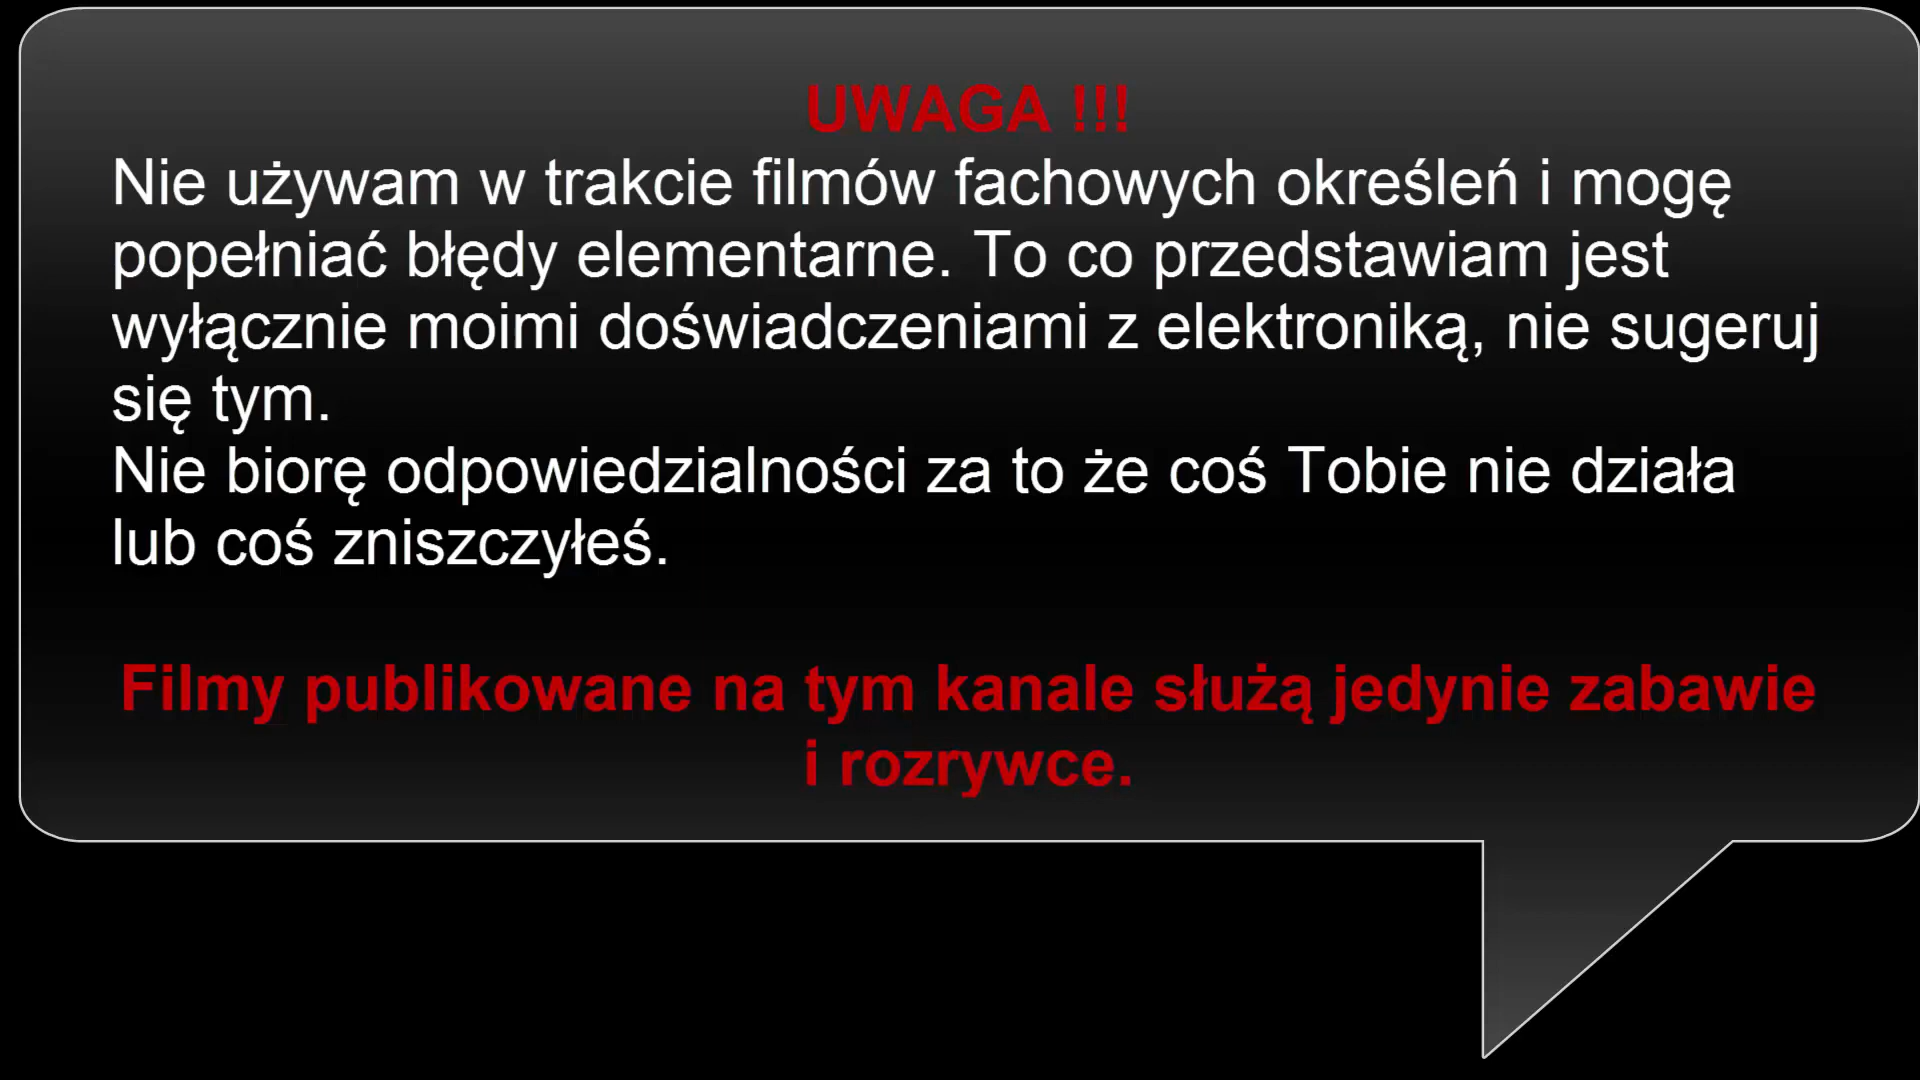 UWAGA !!!
Nie używam w trakcie filmów fachowych określeń i mogę
popełniać błędy elementarne. To co przedstawiam jest
wyłącznie moimi doświadczeniami z elektroniką, nie sugeruj
się tym.
Nie biorę odpowiedzialności za to że coś Tobie nie działa
lub coś zniszczyłeś.
Filmy publikowane na tym kanale służą jedynie zabawie
i rozrywce.